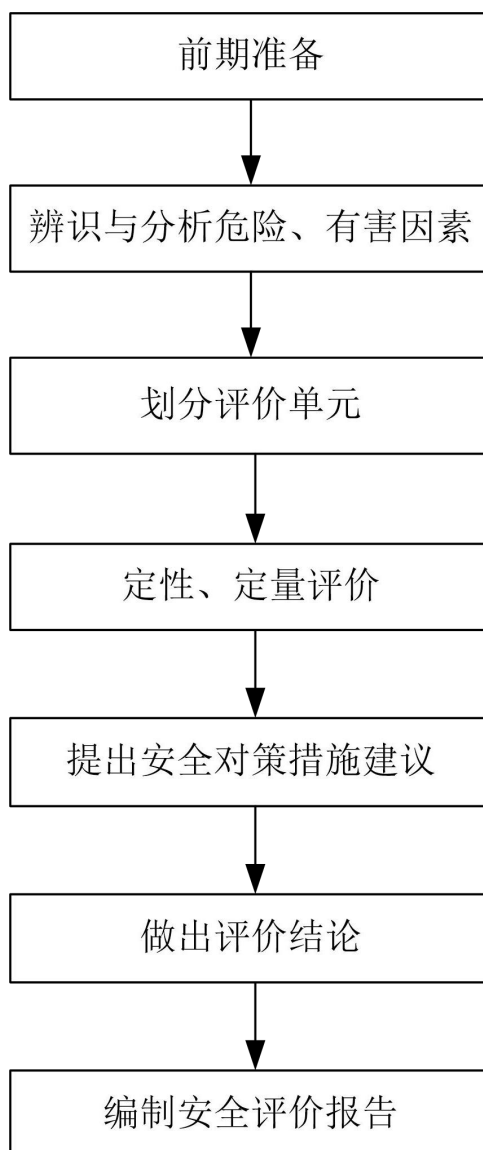 前期准备
辨识与分析危险、有害因素
划分评价单元
定性、定量评价
提出安全对策措施建议
做出评价结论
编制安全评价报告